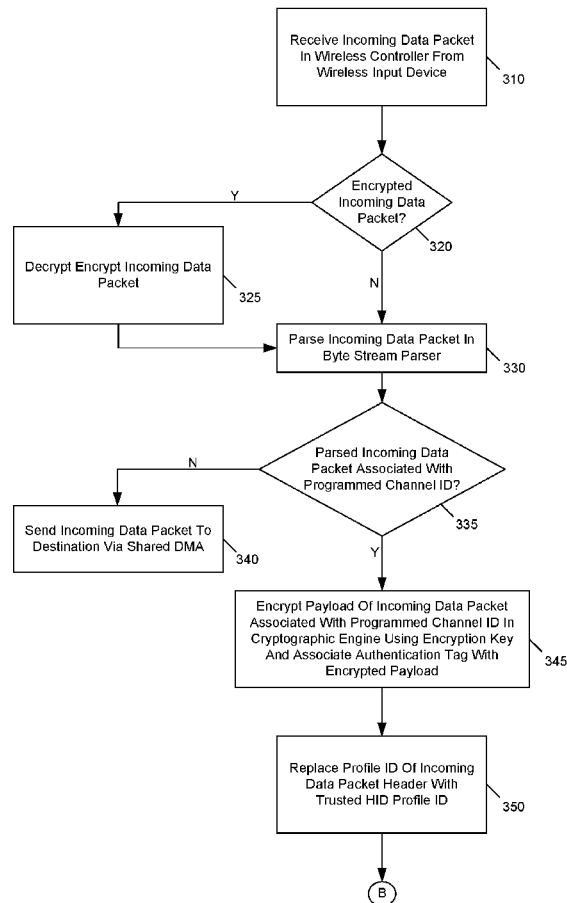 Receive Incoming Data Packet
In Wireless Controller From
Wireless Input Device
310
Encrypted
Incoming Data
Packet?
320
Y
N
Decrypt Encrypt Incoming Data
Packet
325
Parse Incoming Data Packet In
Byte Stream Parser
330
Parsed Incoming Data
Packet Associated With
Programmed Channel ID?
335
N
Y
Send Incoming Data Packet To
Destination Via Shared DMA
340
Encrypt Payload Of Incoming Data Packet
Associated With Programmed Channel ID In
Cryptographic Engine Using Encryption Key
And Associate Authentication Tag With
Encrypted Payload
345
Replace Profile ID Of Incoming
Data Packet Header With
Trusted HID Profile ID
350
B